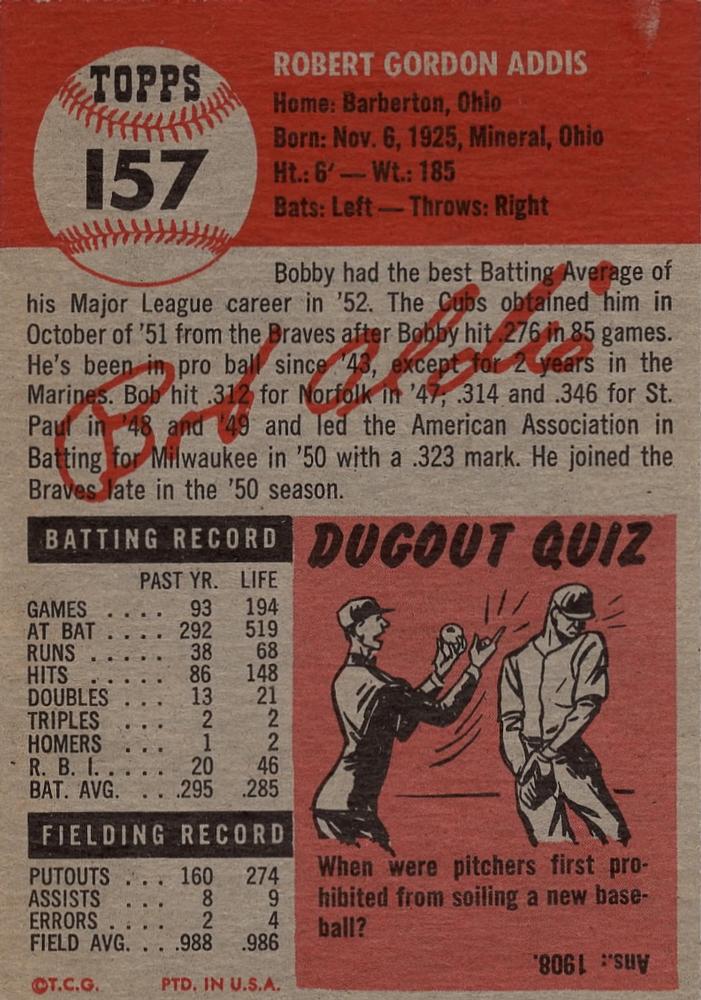 TOPPS
157
ROBERT GORDON ADDIS
Home: Barberton, Ohio
Born: Nov. 6, 1925, Mineral, Ohio
Ht.: 6' — Wt.: 185
Bats: Left — Throws: Right
Bobby had the best Batting Average of
his Major League career in '52. The Cubs obtained him in
October of '51 from the Braves after Bobby hit .276 in 85 games.
He's been in pro ball since '43, except for 2 years in the
Marines. Bob hit .312 for Norfolk in '47; .314 and .346 for St.
Paul in '48 and '49 and led the American Association in
Batting for Milwaukee in '50 with a .323 mark. He joined the
Braves late in the '50 season.
Bob Addis
BATTING RECORD
PAST YR. LIFE
GAMES . . . . 93 194
AT BAT . . . . 292 519
RUNS . . . . . 38 68
HITS . . . . . 86 148
DOUBLES . . . 13 21
TRIPLES . . . 2 2
HOMERS . . . 1 2
R. B. I. . . . . 20 46
BAT. AVG. . . . .295 .285
FIELDING RECORD
PUTOUTS . . . 160 274
ASSISTS . . . 8 9
ERRORS . . . . 2 4
FIELD AVG. . . .988 .986
©T.C.G. PTD. IN U.S.A.
DUGOUT QUIZ
When were pitchers first pro-
hibited from soiling a new base-
ball?
Ans.: 1908.